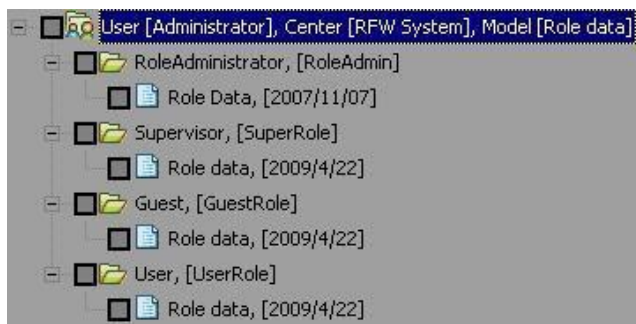 User [Administrator], Center [RFW System], Model [Role data]
RoleAdministrator, [RoleAdmin]
Role Data, [2007/11/07]
Supervisor, [SuperRole]
Role data, [2009/4/22]
Guest, [GuestRole]
Role data, [2009/4/22]
User, [UserRole]
Role data, [2009/4/22]